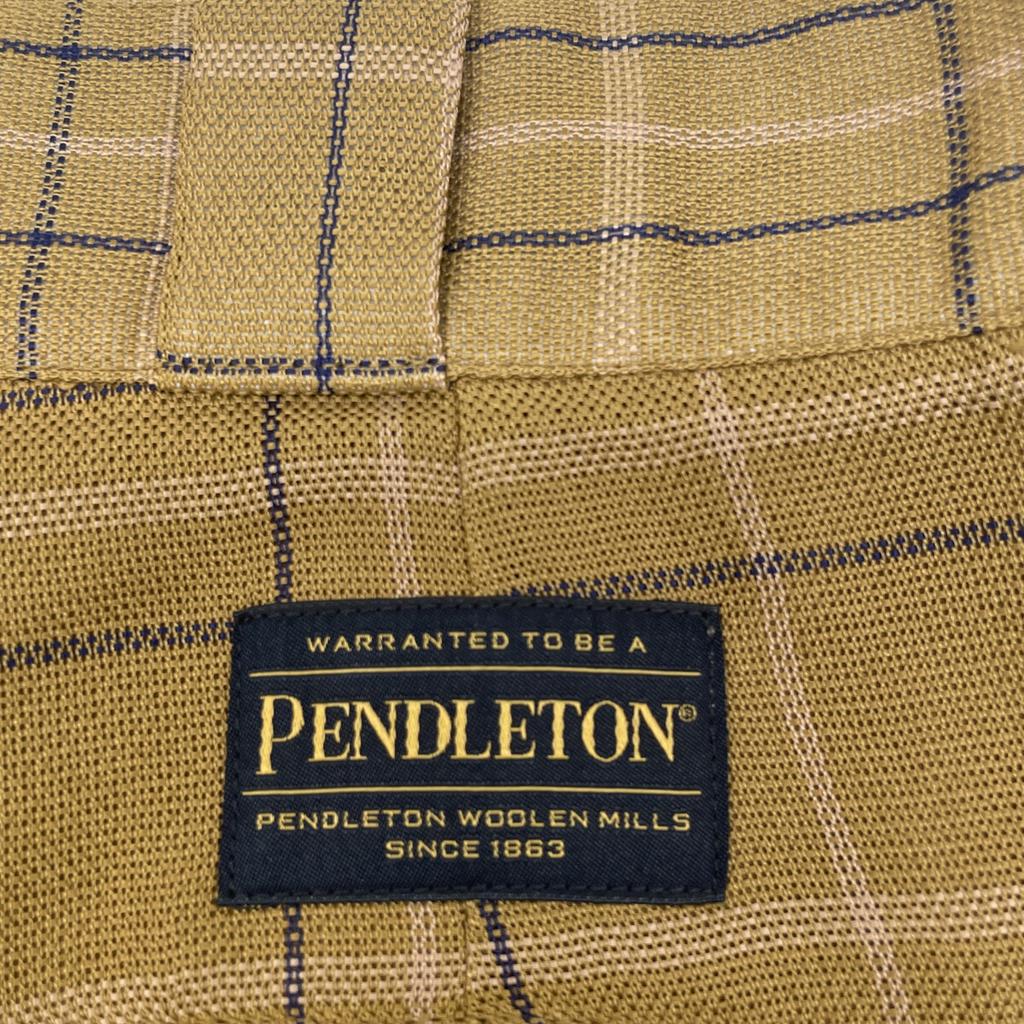 WARRANTED TO BE A
PENDLETON®
PENDLETON WOOLEN MILLS
SINCE 1863